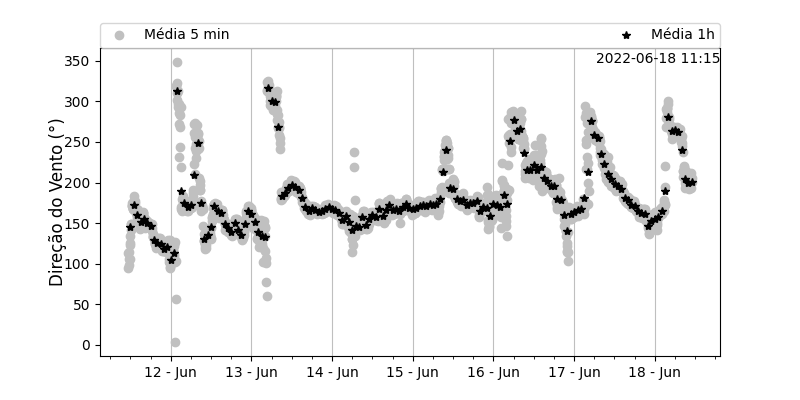 Média 5 min
Média 1h
2022-06-18 11:15
Direção do Vento (°)
350
300
250
200
150
100
50
0
12 - Jun
13 - Jun
14 - Jun
15 - Jun
16 - Jun
17 - Jun
18 - Jun